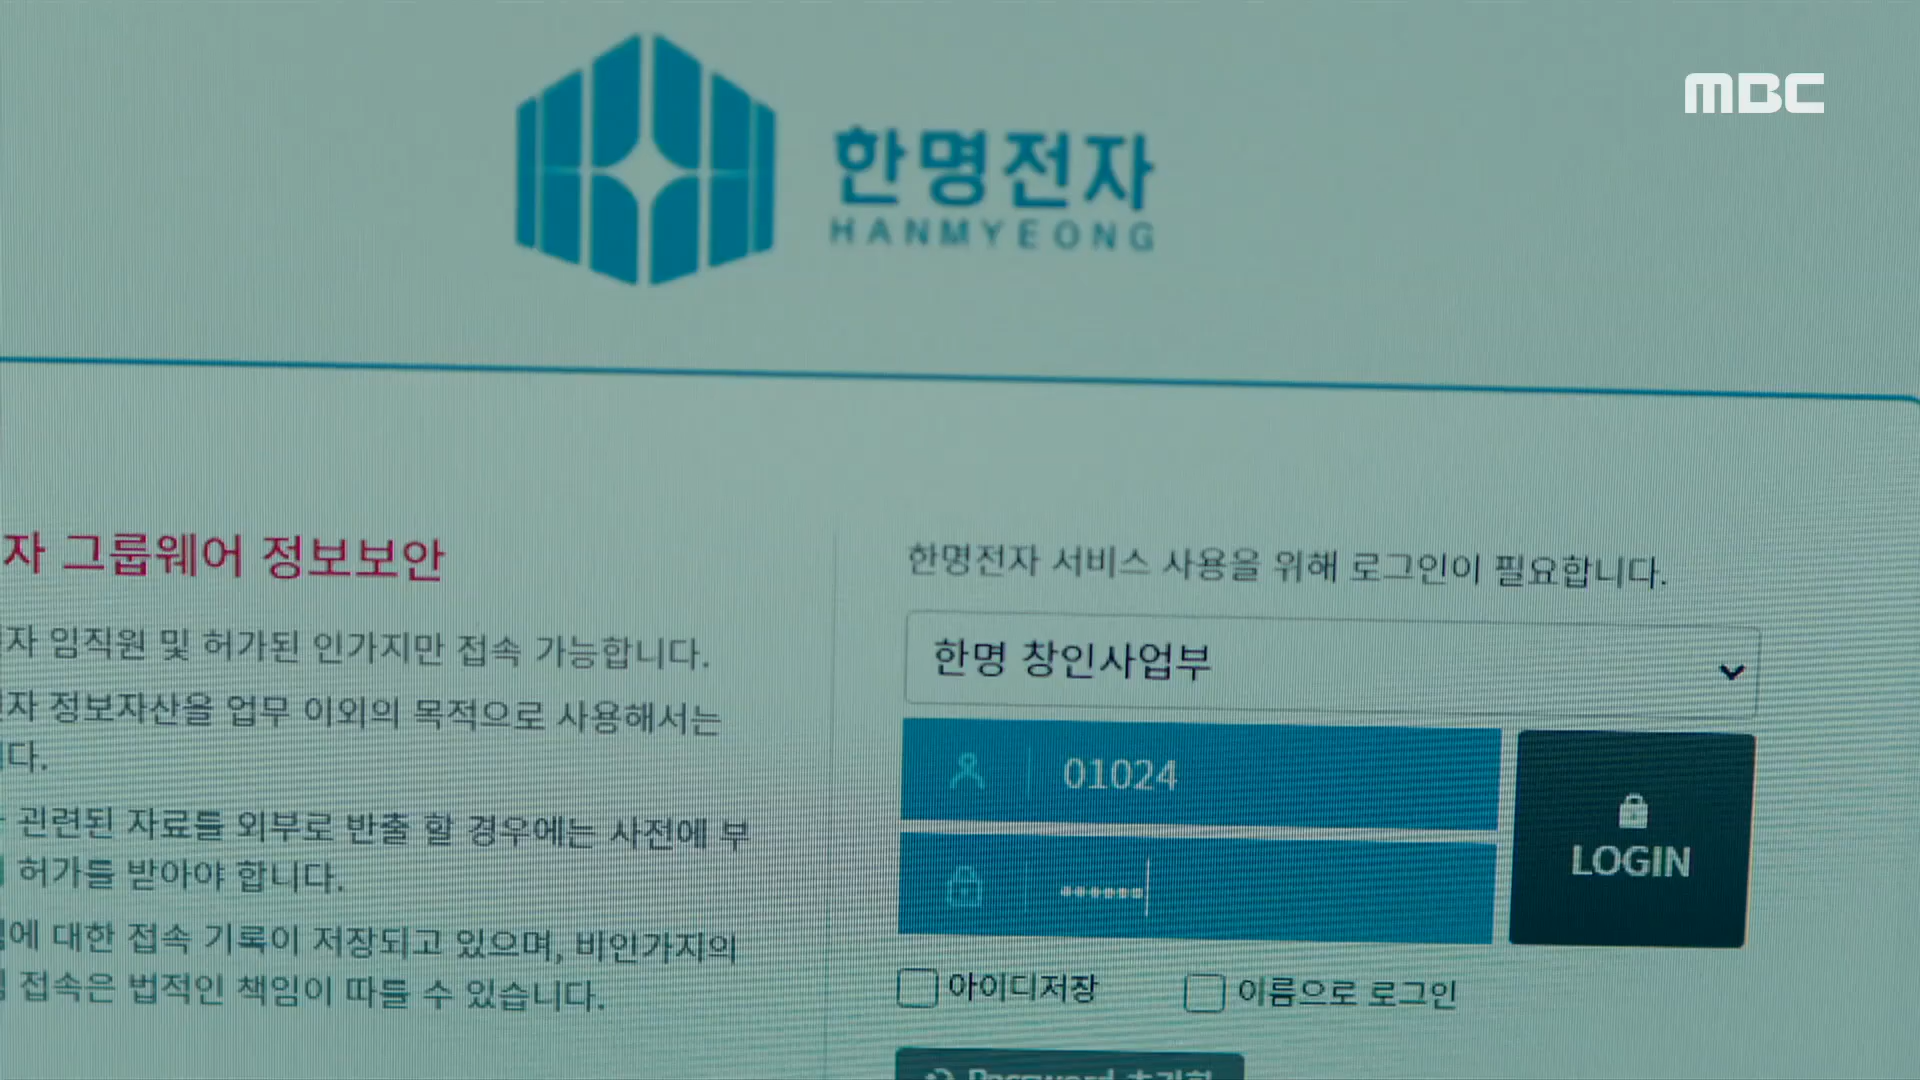 MBC
한명전자
HANMYEONG
자 그룹웨어 정보보안
자 임직원 및 허가된 인가지만 접속 가능합니다.
자 정보자산을 업무 이외의 목적으로 사용해서는
다.
관련된 자료들 외부로 반출 할 경우에는 사전에 부
허가를 받아야 합니다.
에 대한 접속 기록이 저장되고 있으며, 비인가지의
접속은 법적인 책임이 따를 수 있습니다.
한명전자 서비스 사용을 위해 로그인이 필요합니다.
한명 창인사업부
01024
••••••
LOGIN
아이디저장
이름으로 로그인
Password 초기화